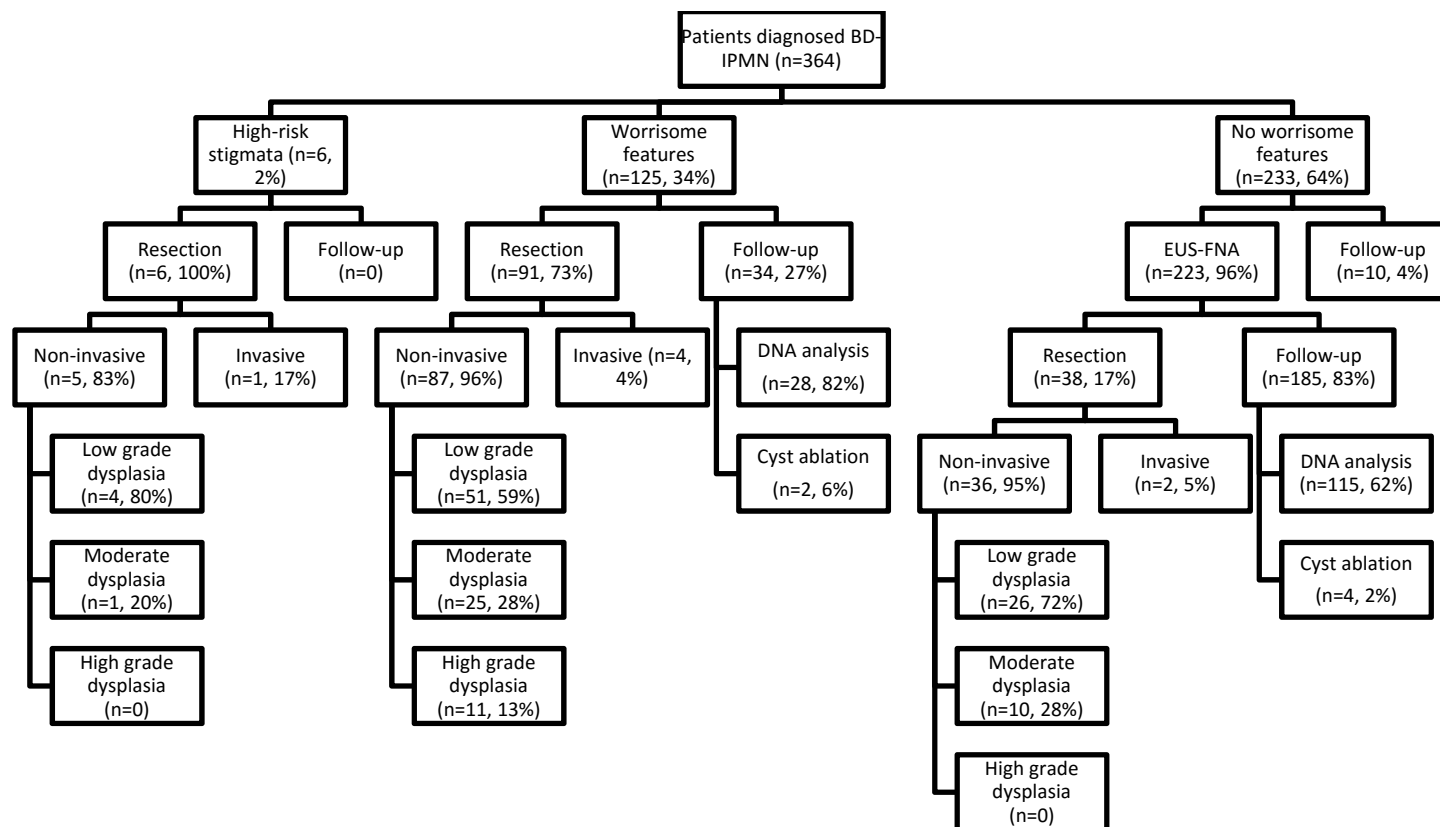 Patients diagnosed BD-
IPMN (n=364)
High-risk
stigmata (n=6,
2%)
Worrisome
features
(n=125, 34%)
No worrisome
features
(n=233, 64%)
Resection
(n=6, 100%)
Follow-up
(n=0)
Resection
(n=91, 73%)
Follow-up
(n=34, 27%)
EUS-FNA
(n=223, 96%)
Follow-up
(n=10, 4%)
Non-invasive
(n=5, 83%)
Invasive
(n=1, 17%)
Non-invasive
(n=87, 96%)
Invasive (n=4,
4%)
DNA analysis
(n=28, 82%)
Resection
(n=38, 17%)
Follow-up
(n=185, 83%)
Low grade
dysplasia
(n=4, 80%)
Low grade
dysplasia
(n=51, 59%)
Cyst ablation
(n=2, 6%)
Non-invasive
(n=36, 95%)
Invasive
(n=2, 5%)
DNA analysis
(n=115, 62%)
Moderate
dysplasia
(n=1, 20%)
Moderate
dysplasia
(n=25, 28%)
Low grade
dysplasia
(n=26, 72%)
Cyst ablation
(n=4, 2%)
High grade
dysplasia
(n=0)
High grade
dysplasia
(n=11, 13%)
Moderate
dysplasia
(n=10, 28%)
High grade
dysplasia
(n=0)